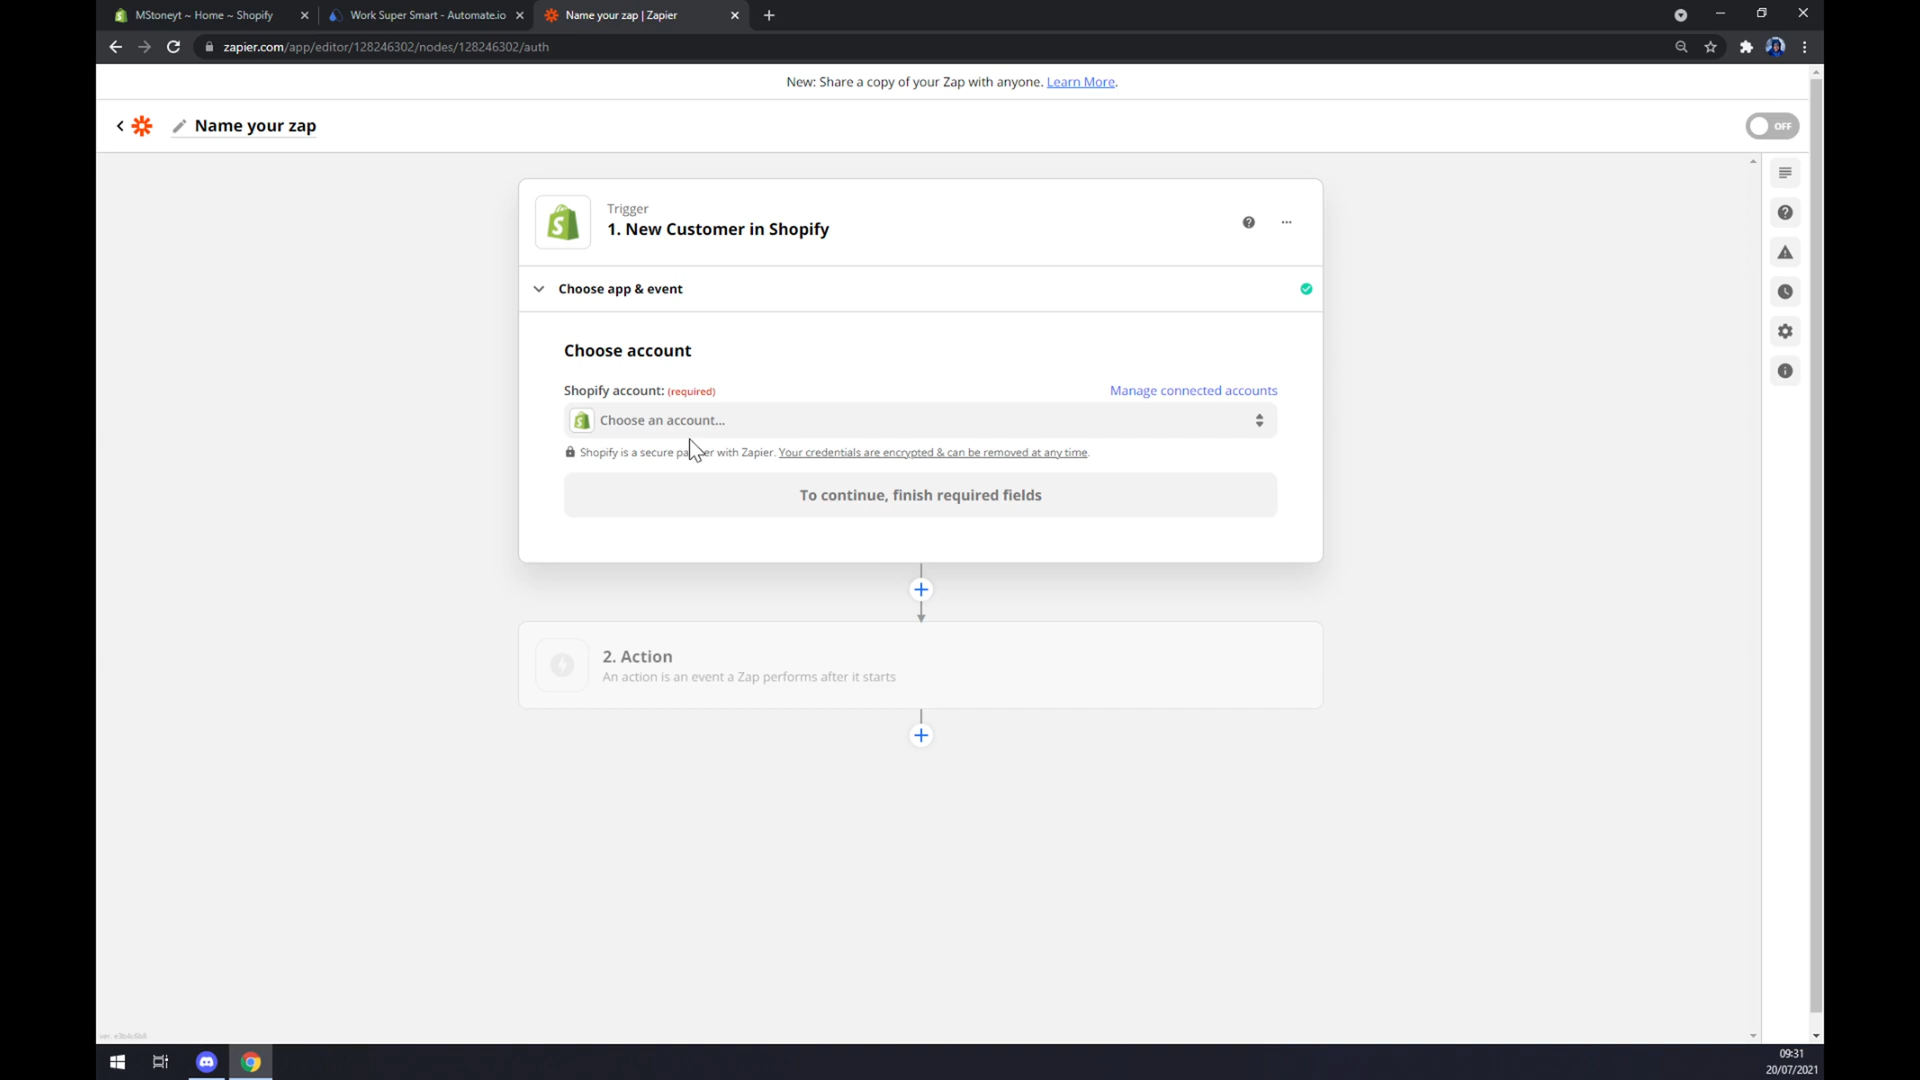 MStoneyt ~ Home ~ Shopify
Work Super Smart - Automate.io
Name your zap | Zapier
zapier.com/app/editor/128246302/nodes/128246302/auth
New: Share a copy of your Zap with anyone. Learn More.
Name your zap
OFF
Trigger
1. New Customer in Shopify
Choose app & event
Choose account
Shopify account: (required)
Manage connected accounts
Choose an account...
Shopify is a secure pa er with Zapier. Your credentials are encrypted & can be removed at any time.
To continue, finish required fields
2. Action
An action is an event a Zap performs after it starts
09:31
20/07/2021